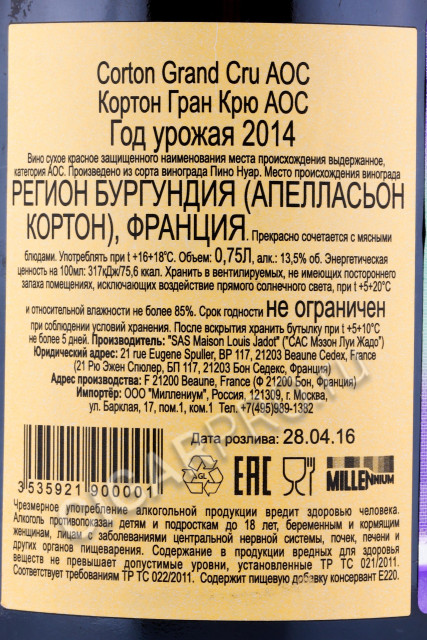 Corton Grand Cru AOC
Кортон Гран Крю АОС
Год урожая 2014
Вино сухое красное защищенного наименования места происхождения выдержанное,
категория АОС. Произведено из сорта винограда Пино Нуар. Место происхождения винограда
РЕГИОН БУРГУНДИЯ (АПЕЛЛАСЬОН
КОРТОН), ФРАНЦИЯ. Прекрасно сочетается с мясными
блюдами. Употреблять при t +16+18°С. Объем: 0,75Л, алк.: 13,5% об. Энергетическая
ценность на 100мл: 317кДж/75,6 ккал. Хранить в вентилируемых, не имеющих постороннего
запаха помещениях, исключающих воздействие прямого солнечного света, при t +5+20°С
и относительной влажности не более 85%. Срок годности не ограничен
при соблюдении условий хранения. После вскрытия хранить бутылку при t +5+10°С
не более 5 дней. Производитель: "SAS Maison Louis Jadot" ("САС Мэзон Луи Жадо")
Юридический адрес: 21 rue Eugene Spuller, BP 117, 21203 Beaune Cedex, France
(21 Рю Эжен Спюлер, БП 117, 21203 Бон Седекс, Франция)
Адрес производства: F 21200 Beaune, France (Ф 21200 Бон, Франция)
Импортёр: ООО "Миллениум", Россия, 121309, г. Москва,
ул. Барклая, 17, пом.1, ком.1 Тел. +7(495)989-1382
Дата розлива: 28.04.16
AGL
EAC
MILLENNIUM
3 535921 900001
Чрезмерное употребление алкогольной продукции вредит здоровью человека.
Алкоголь противопоказан детям и подросткам до 18 лет, беременным и кормящим
женщинам, лицам с заболеваниями центральной нервной системы, почек, печени и
других органов пищеварения. Содержание в продукции вредных для здоровья
веществ не превышает допустимые уровни, установленные ТР ТС 021/2011.
Соответствует требованиям ТР ТС 022/2011. Содержит пищевую добавку консервант Е220.